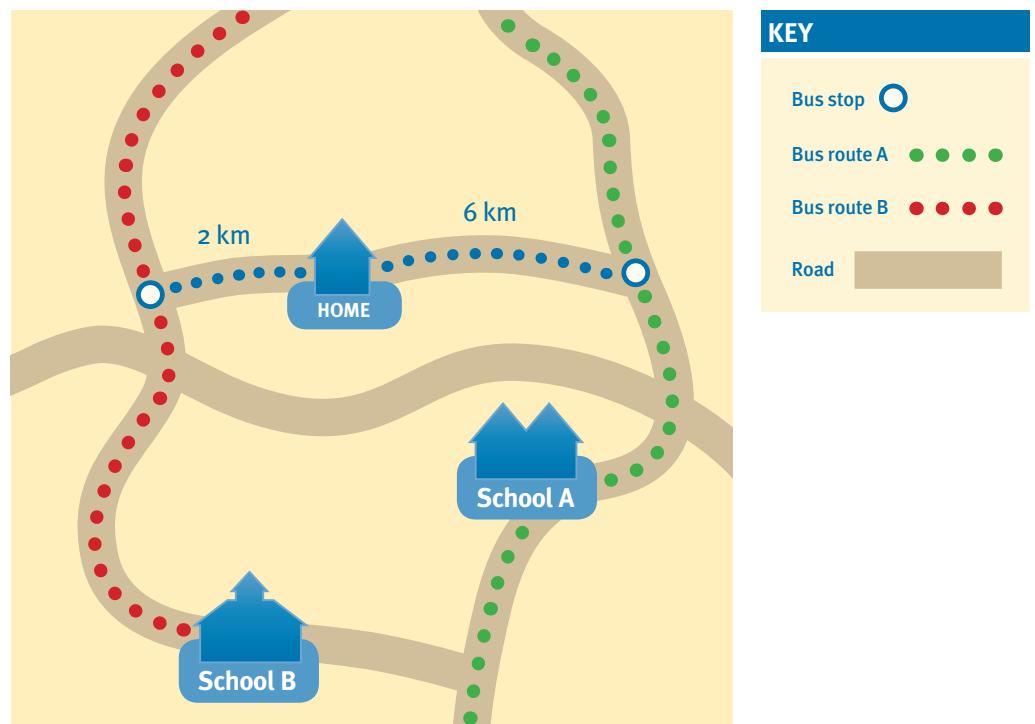 2 km
6 km
HOME
School A
School B
KEY
Bus stop
Bus route A
Bus route B
Road